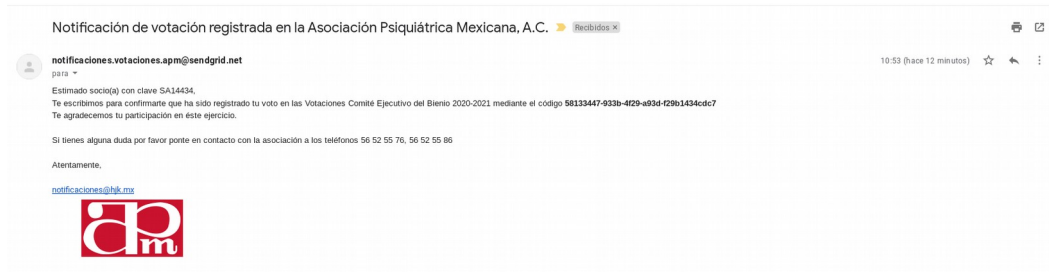 Notificación de votación registrada en la Asociación Psiquiátrica Mexicana, A.C. Recibidos ×
notificaciones.votaciones.apm@sendgrid.net 10:53 (hace 12 minutos)
para
Estimado socio(a) con clave SA14434,
Te escribimos para confirmarte que ha sido registrado tu voto en las Votaciones Comité Ejecutivo del Bienio 2020-2021 mediante el código 58133447-933b-4f29-a93d-f29b1434cdc7
Te agradecemos tu participación en éste ejercicio.
Si tienes alguna duda por favor ponte en contacto con la asociación a los teléfonos 56 52 55 76, 56 52 55 86
Atentamente,
notificaciones@hjk.mx
apm